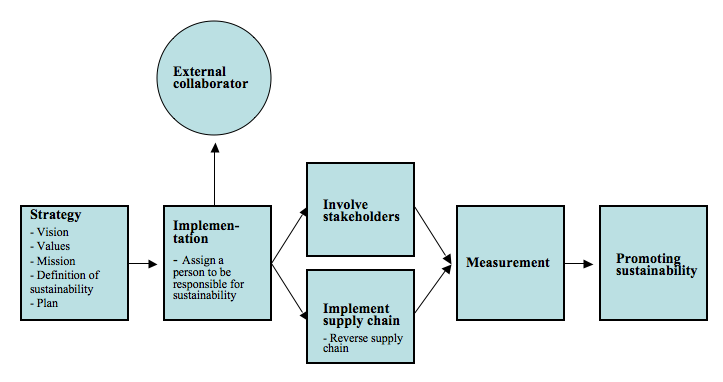 External
collaborator
Strategy
- Vision
- Values
- Mission
- Definition of
sustainability
- Plan
Implemen-
tation
- Assign a
person to be
responsible for
sustainability
Involve
stakeholders
Implement
supply chain
- Reverse supply
chain
Measurement
Promoting
sustainability